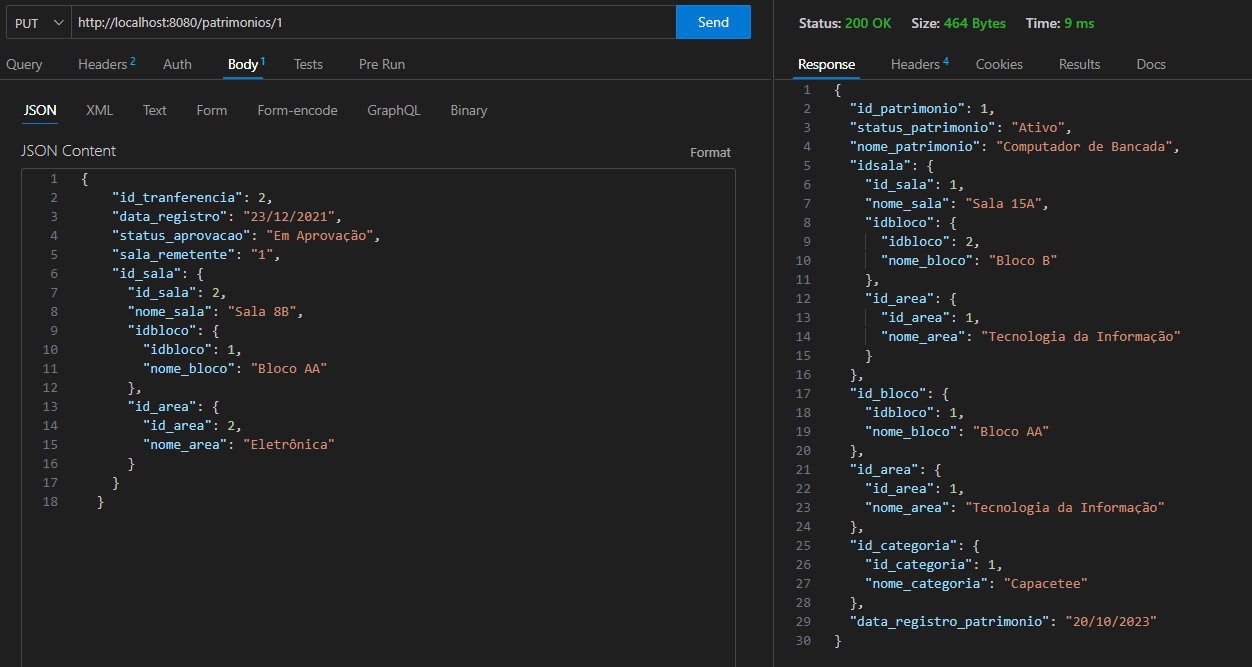 PUT http://localhost:8080/patrimonios/1 Send
Query Headers 2 Auth Body 1 Tests Pre Run
JSON XML Text Form Form-encode GraphQL Binary
JSON Content Format
1 {
2 "id_tranferencia": 2,
3 "data_registro": "23/12/2021",
4 "status_aprovacao": "Em Aprovação",
5 "sala_remetente": "1",
6 "id_sala": {
7 "id_sala": 2,
8 "nome_sala": "Sala 8B",
9 "idbloco": {
10 "idbloco": 1,
11 "nome_bloco": "Bloco AA"
12 },
13 "id_area": {
14 "id_area": 2,
15 "nome_area": "Eletrônica"
16 }
17 }
18 }
Status: 200 OK Size: 464 Bytes Time: 9 ms
Response Headers 4 Cookies Results Docs
1 {
2 "id_patrimonio": 1,
3 "status_patrimonio": "Ativo",
4 "nome_patrimonio": "Computador de Bancada",
5 "idsala": {
6 "id_sala": 1,
7 "nome_sala": "Sala 15A",
8 "idbloco": {
9 "idbloco": 2,
10 "nome_bloco": "Bloco B"
11 },
12 "id_area": {
13 "id_area": 1,
14 "nome_area": "Tecnologia da Informação"
15 }
16 },
17 "id_bloco": {
18 "idbloco": 1,
19 "nome_bloco": "Bloco AA"
20 },
21 "id_area": {
22 "id_area": 1,
23 "nome_area": "Tecnologia da Informação"
24 },
25 "id_categoria": {
26 "id_categoria": 1,
27 "nome_categoria": "Capacetee"
28 },
29 "data_registro_patrimonio": "20/10/2023"
30 }